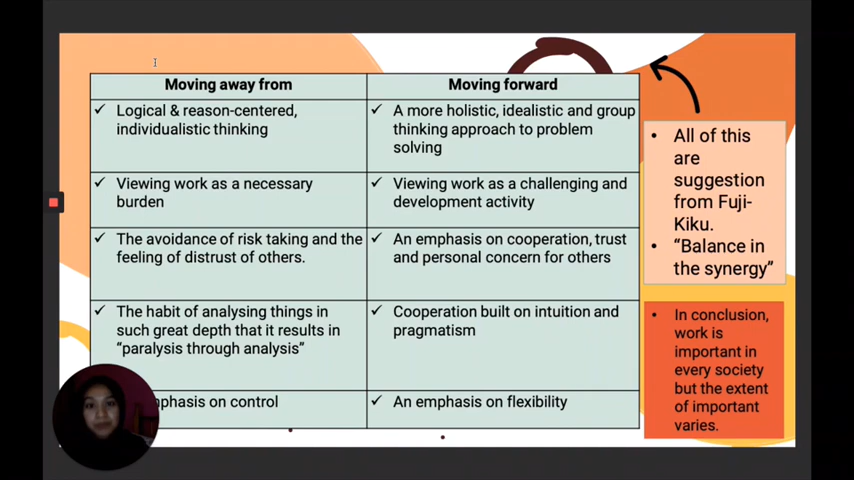 Moving away from
Moving forward
Logical & reason-centered,
individualistic thinking
A more holistic, idealistic and group
thinking approach to problem
solving
Viewing work as a necessary
burden
Viewing work as a challenging and
development activity
The avoidance of risk taking and the
feeling of distrust of others.
An emphasis on cooperation, trust
and personal concern for others
The habit of analysing things in
such great depth that it results in
“paralysis through analysis”
Cooperation built on intuition and
pragmatism
mphasis on control
An emphasis on flexibility
All of this
are
suggestion
from Fuji-
Kiku.
“Balance in
the synergy”
In conclusion,
work is
important in
every society
but the extent
of important
varies.